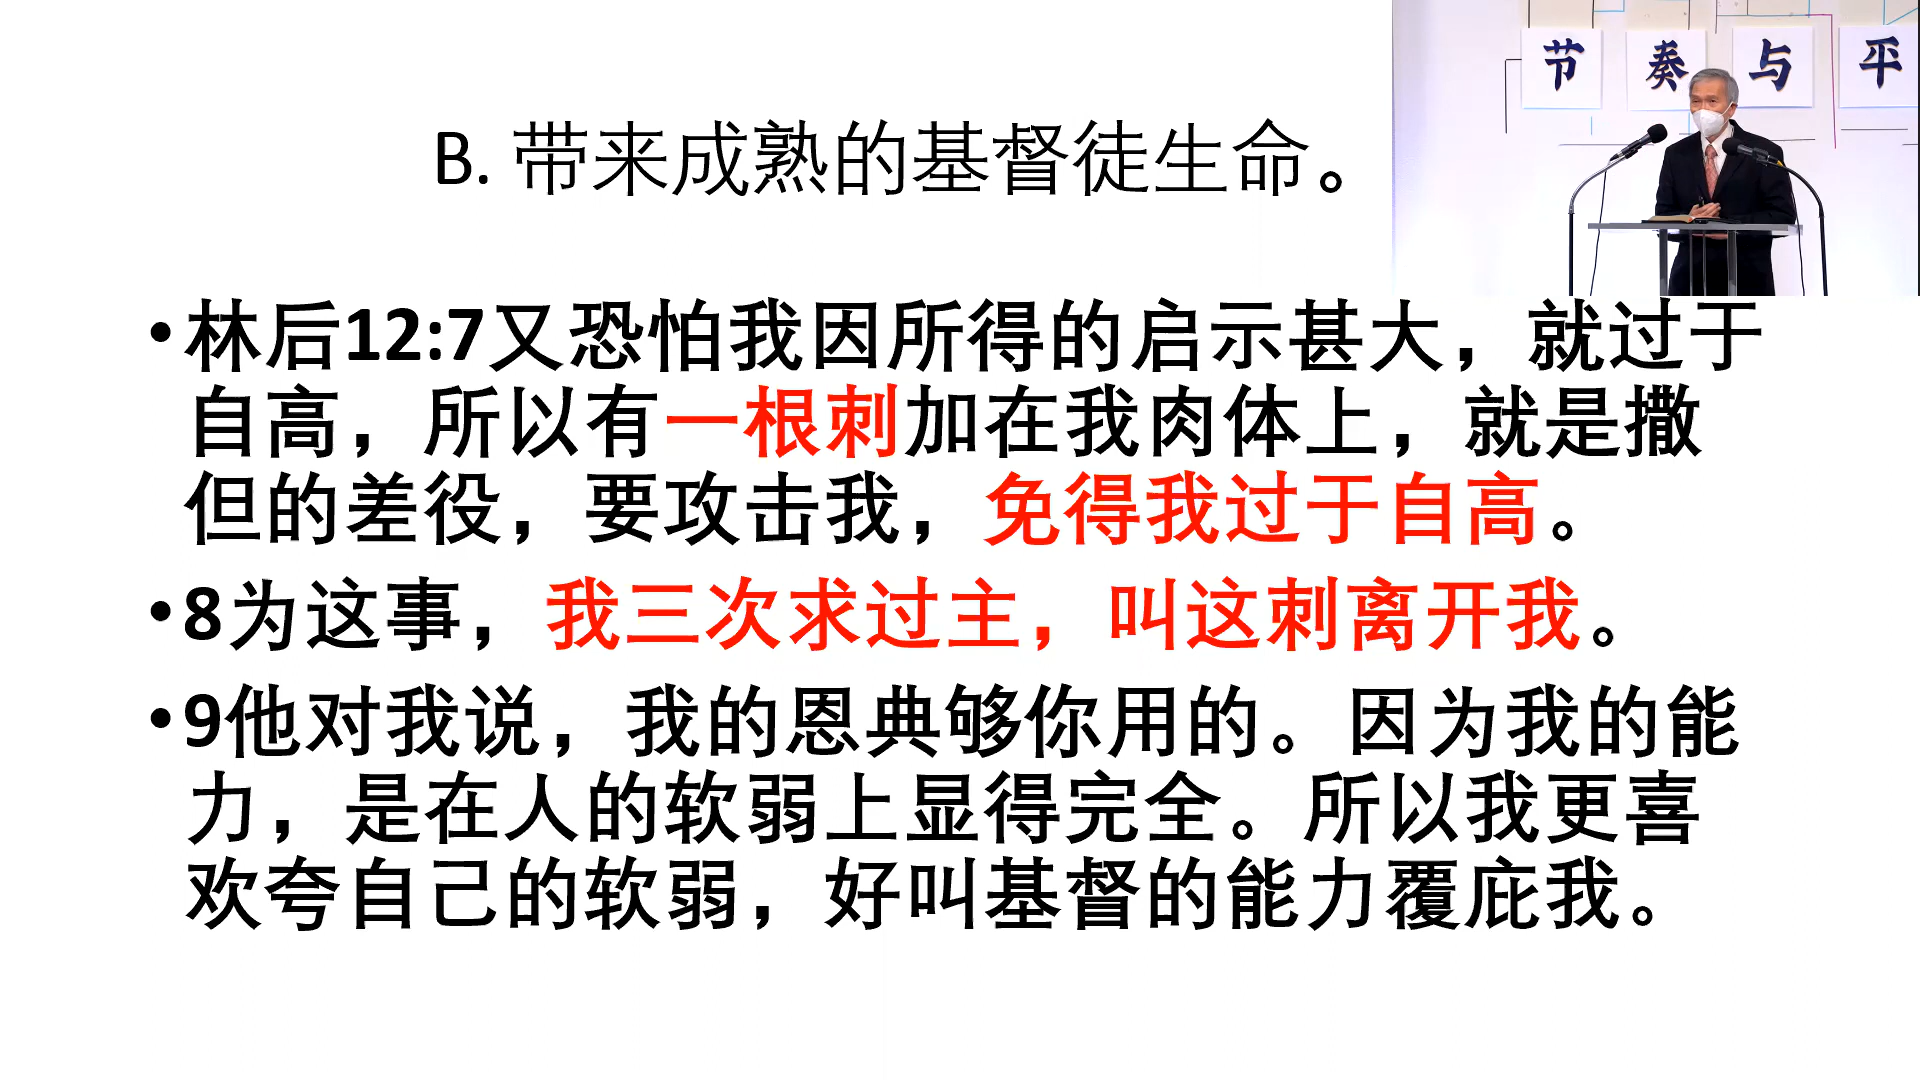 节奏与平
B. 带来成熟的基督徒生命。
•林后12:7又恐怕我因所得的启示甚大，就过于
自高，所以有一根刺加在我肉体上，就是撒
但的差役，要攻击我，免得我过于自高。
•8为这事，我三次求过主，叫这刺离开我。
•9他对我说，我的恩典够你用的。因为我的能
力，是在人的软弱上显得完全。所以我更喜
欢夸自己的软弱，好叫基督的能力覆庇我。